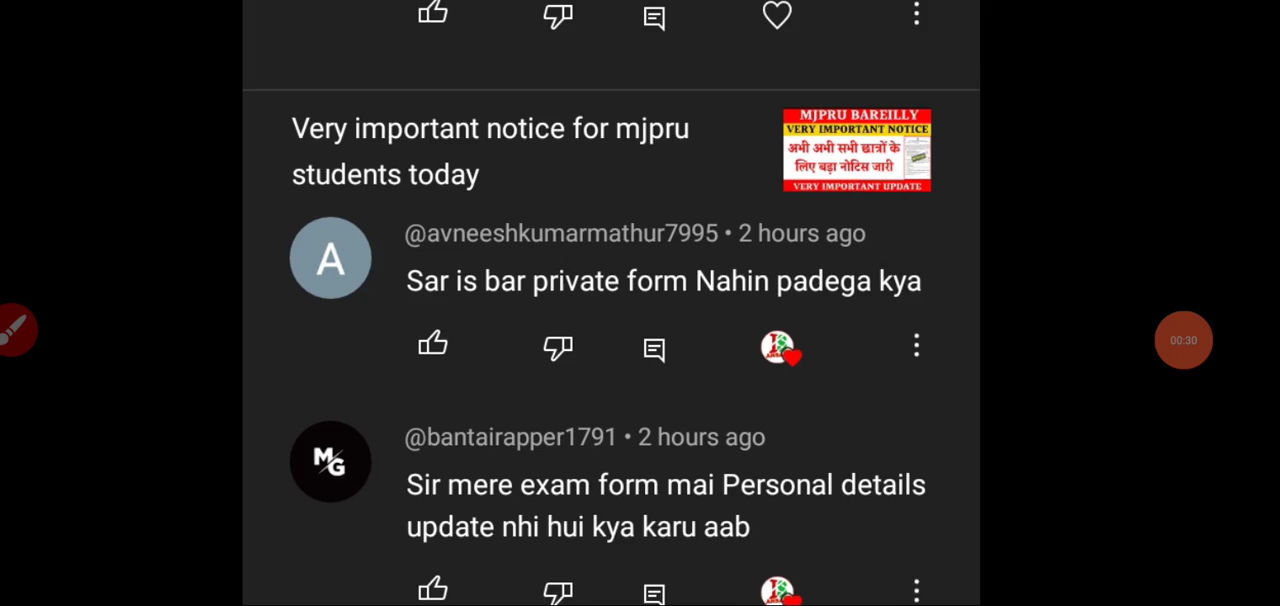 Very important notice for mjpru
students today
MJPRU BAREILLY
VERY IMPORTANT NOTICE
अभी अभी सभी छात्रों के
लिए बड़ा नोटिस जारी
VERY IMPORTANT UPDATE
A
@avneeshkumarmathur7995 • 2 hours ago
Sar is bar private form Nahin padega kya
MG
@bantairapper1791 • 2 hours ago
Sir mere exam form mai Personal details
update nhi hui kya karu aab
00:30